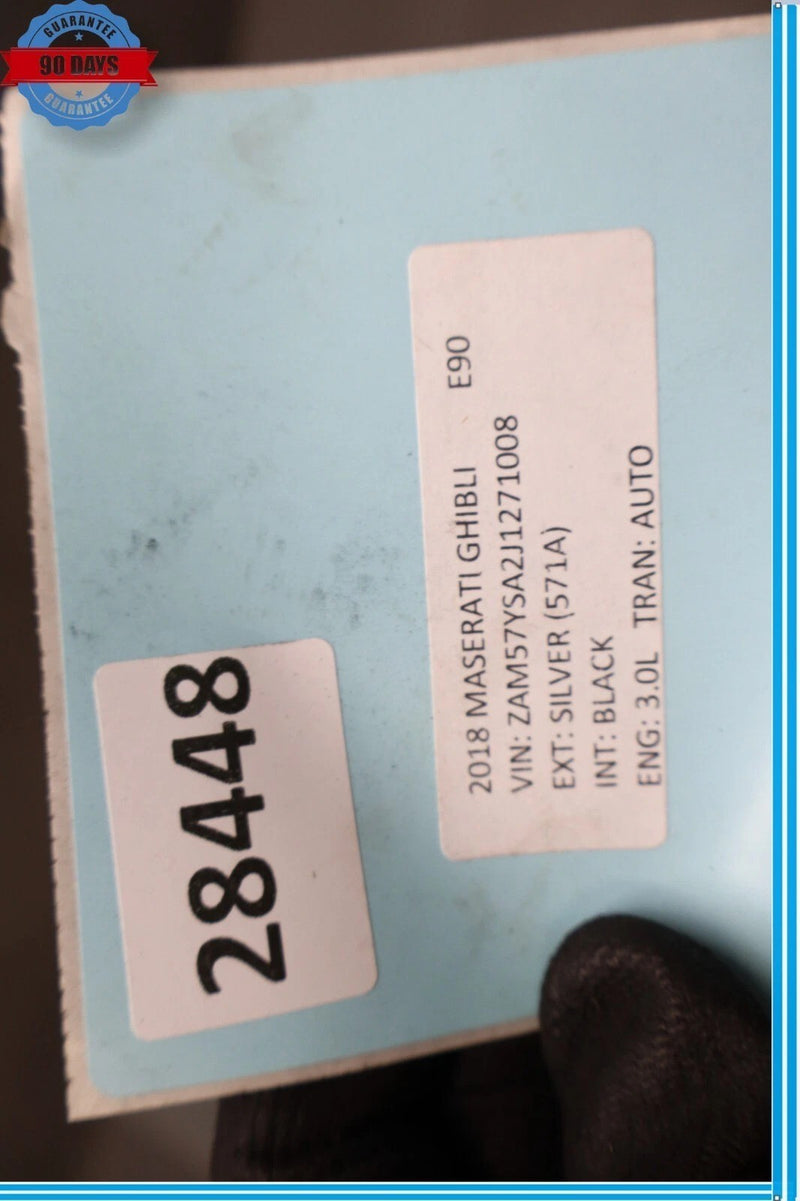 GUARANTEE
90 DAYS
GUARANTEE
2018 MASERATI GHIBLI E90
VIN: ZAM57YSA2J1271008
EXT: SILVER (571A)
INT: BLACK
ENG: 3.0L TRAN: AUTO
28448